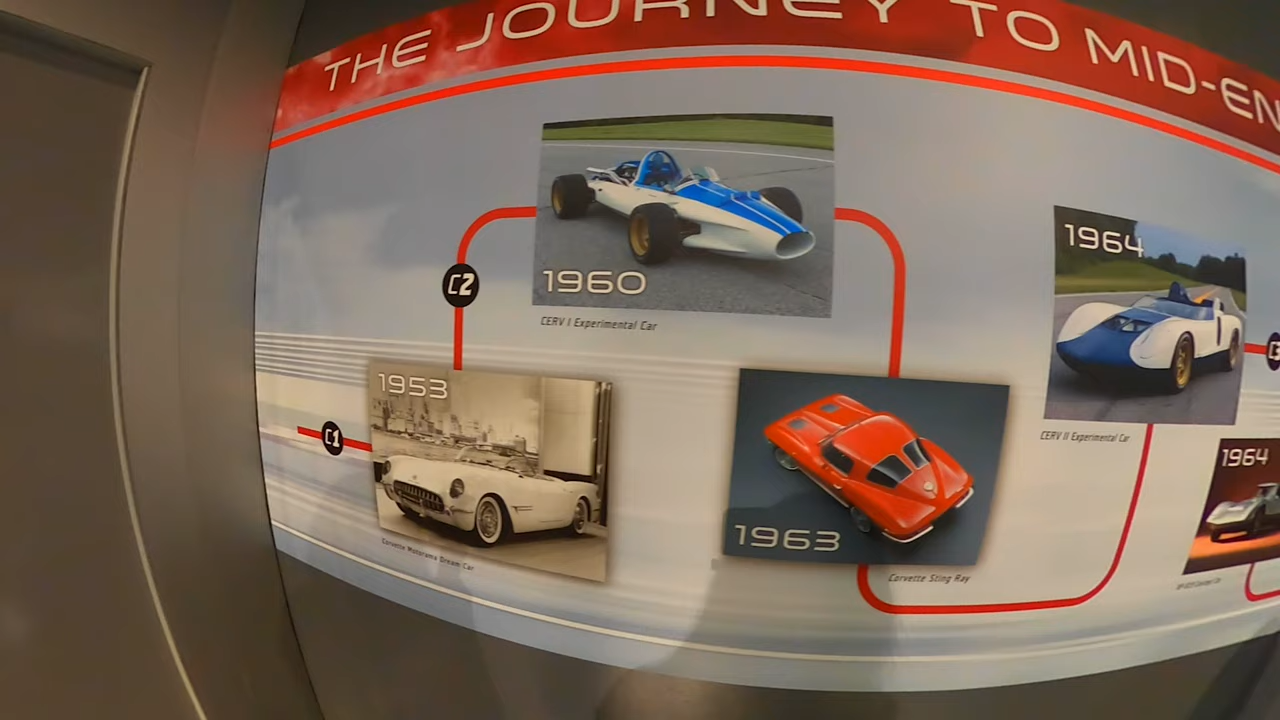 THE JOURNEY TO MID-EN
C2
1960
CERV I Experimental Car
1953
C1
Corvette Motorama Dream Car
1963
Corvette Sting Ray
1964
CERV II Experimental Car
1964